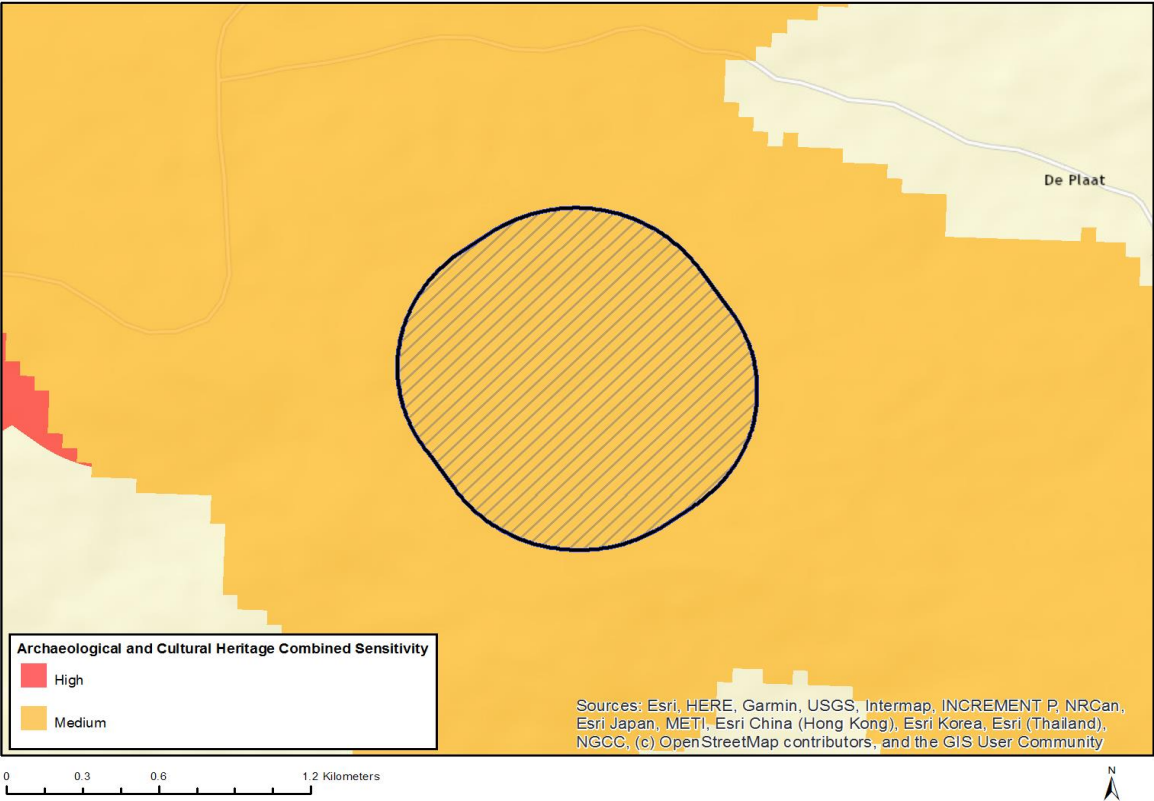 De Plaat
Archaeological and Cultural Heritage Combined Sensitivity
High
Medium
Sources: Esri, HERE, Garmin, USGS, Intermap, INCREMENT P, NRCan,
Esri Japan, METI, Esri China (Hong Kong), Esri Korea, Esri (Thailand),
NGCC, (c) OpenStreetMap contributors, and the GIS User Community
0 0.3 0.6 1.2 Kilometers
N